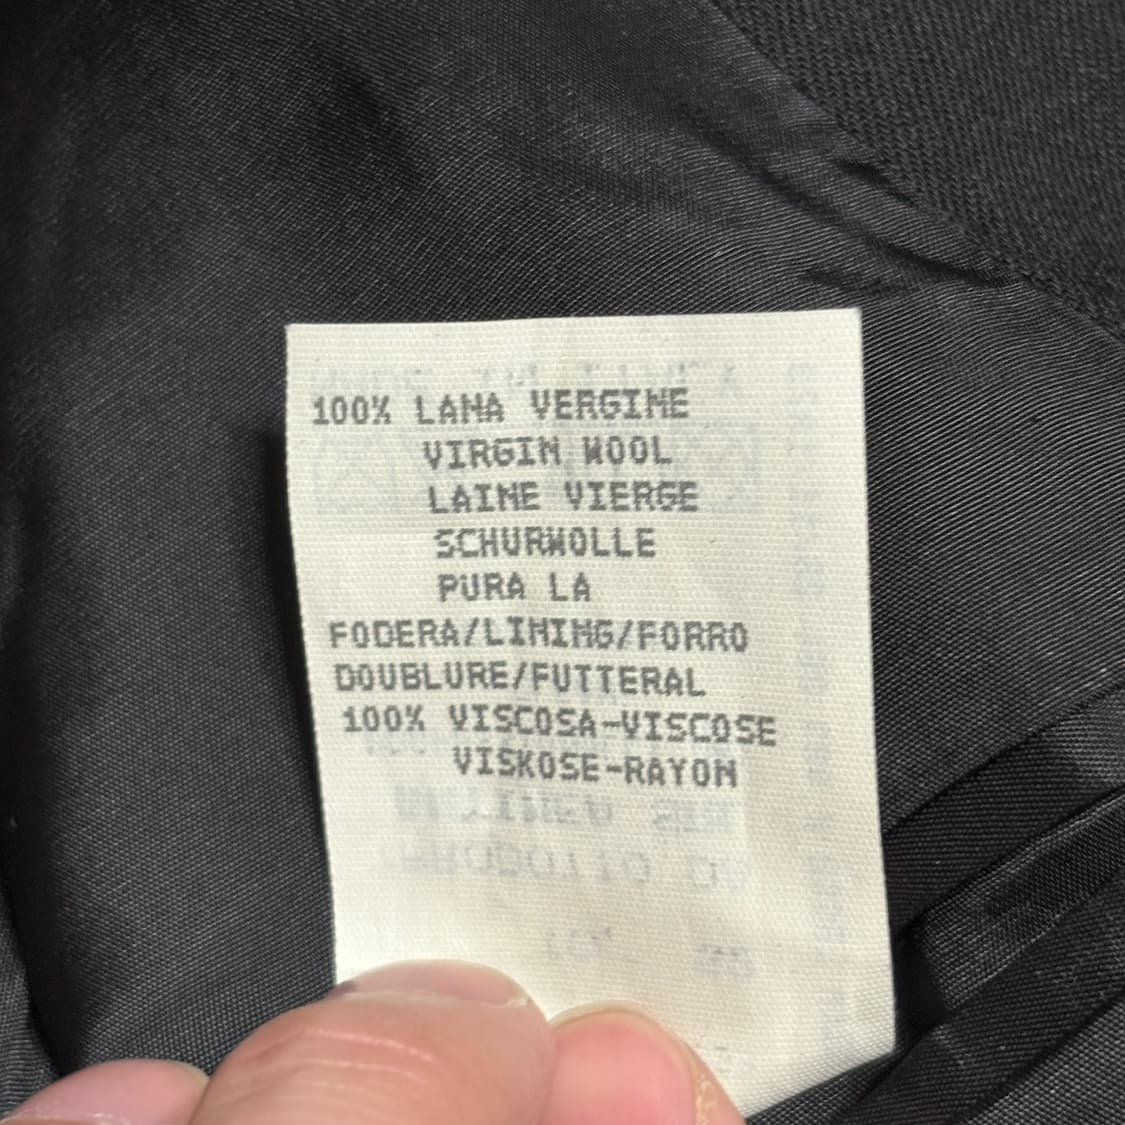 100% LANA VERGINE
VIRGIN WOOL
LAINE VIERGE
SCHURWOLLE
PURA LA
FODERA/LINING/FORRO
DOUBLURE/FUTTERAL
100% VISCOSA-VISCOSE
VISKOSE-RAYON